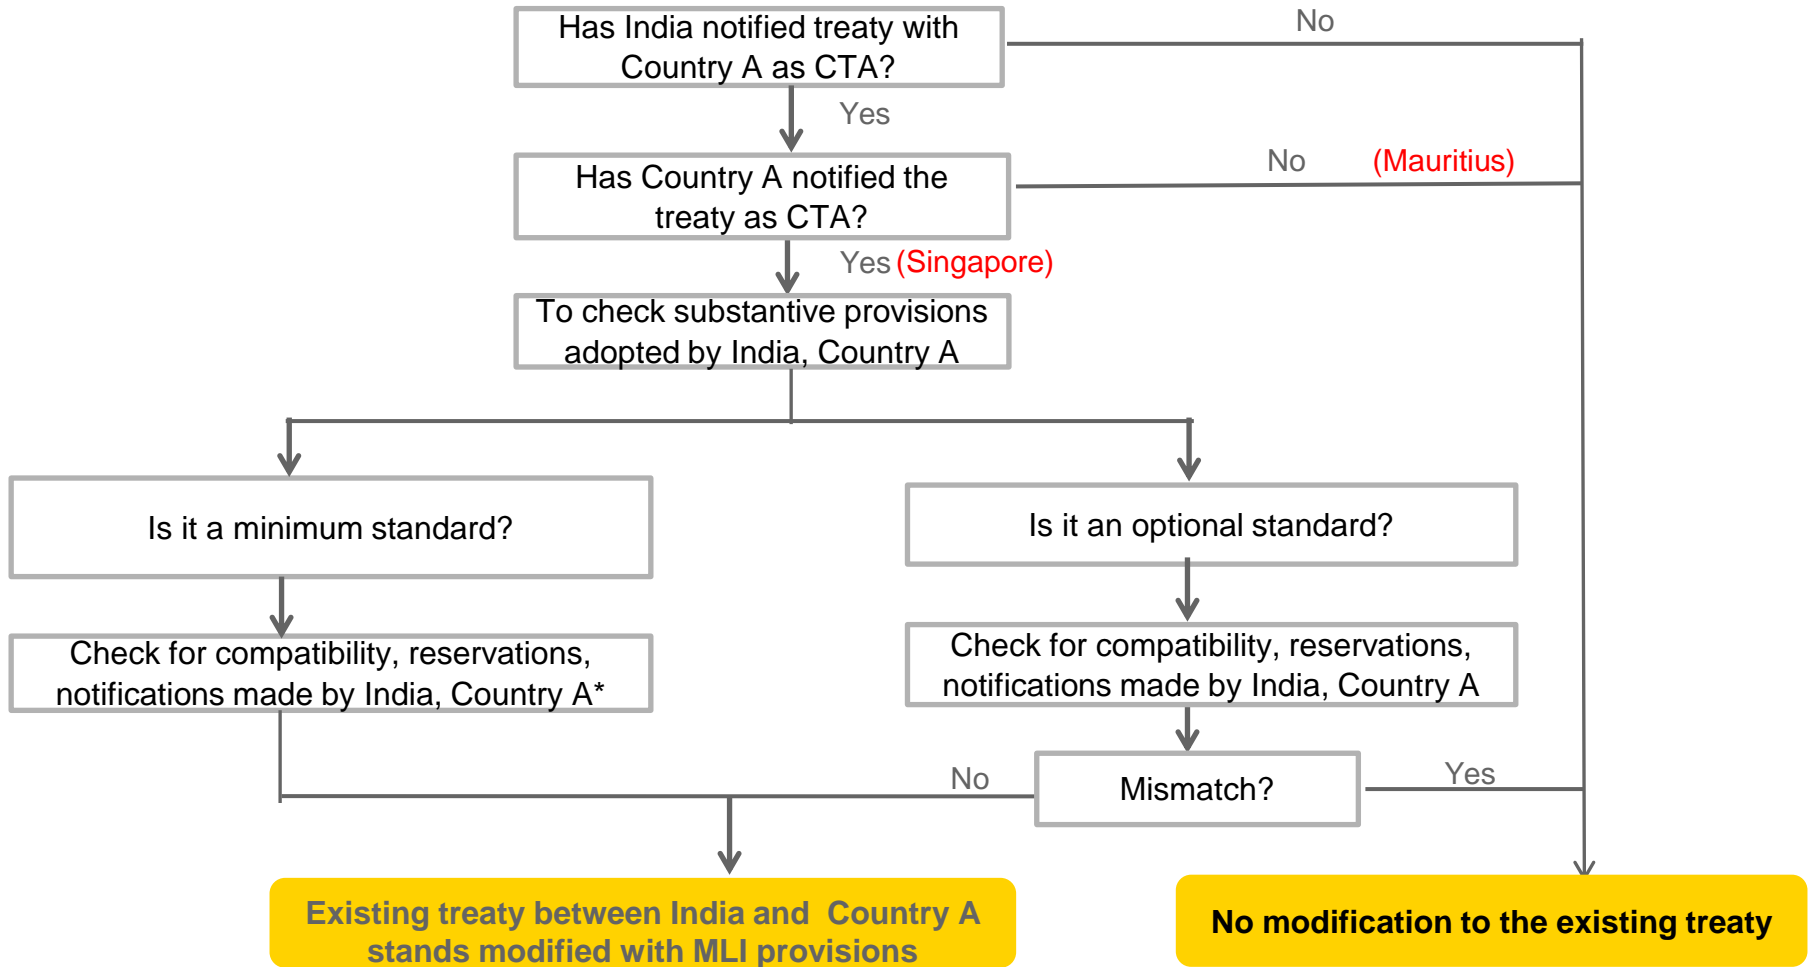 Has India notified treaty with
Country A as CTA?
No
Yes
Has Country A notified the
treaty as CTA?
No (Mauritius)
Yes (Singapore)
To check substantive provisions
adopted by India, Country A
Is it a minimum standard?
Is it an optional standard?
Check for compatibility, reservations,
notifications made by India, Country A*
Check for compatibility, reservations,
notifications made by India, Country A
No
Mismatch?
Yes
Existing treaty between India and Country A
stands modified with MLI provisions
No modification to the existing treaty